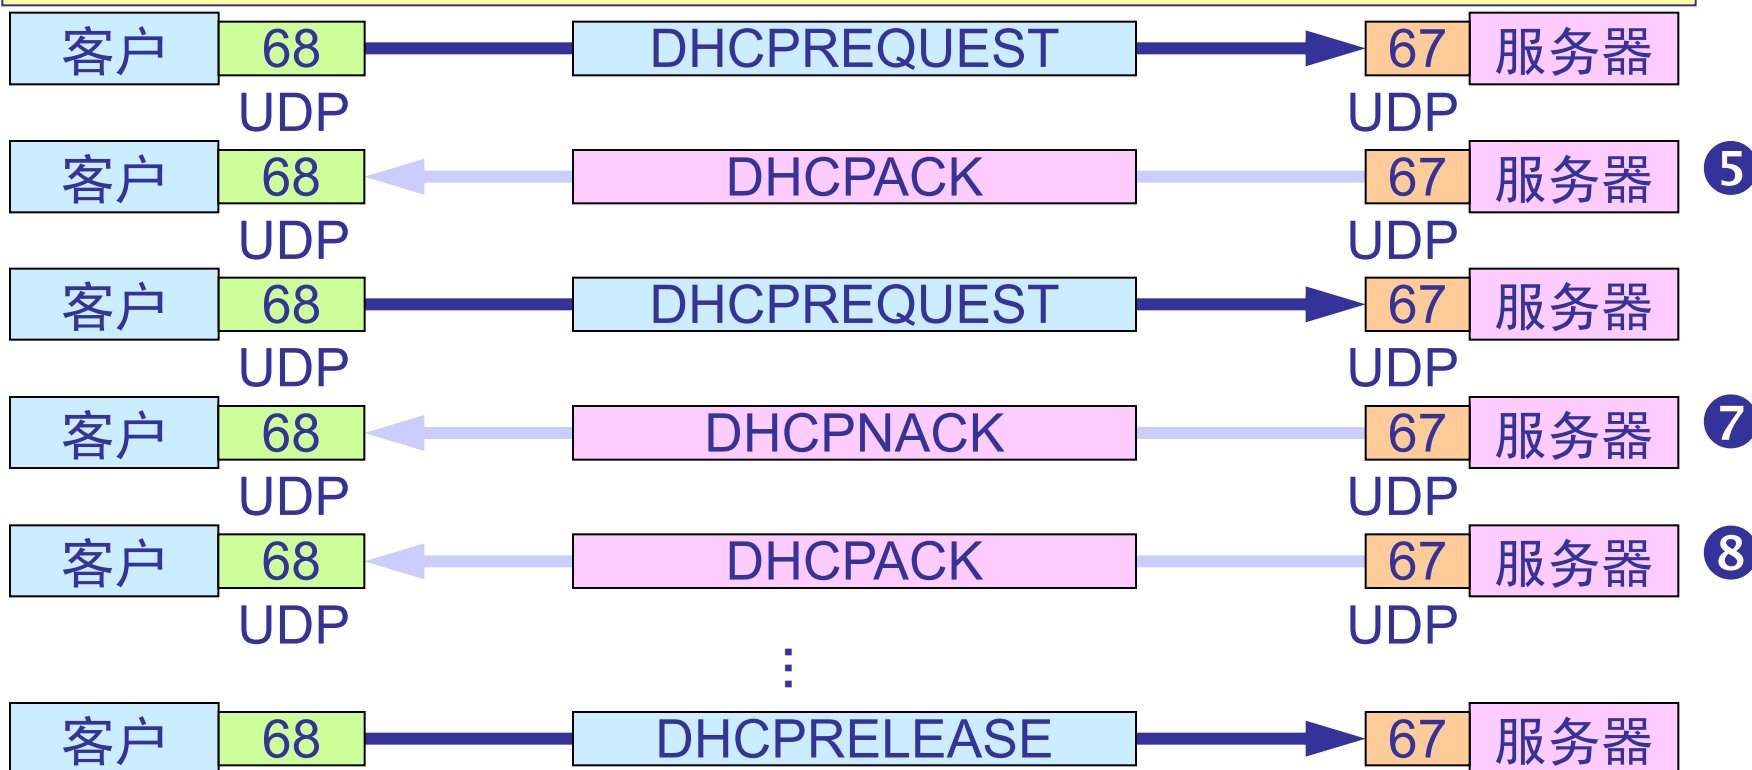 客户 68 DHCPREQUEST 67 服务器
UDP UDP
客户 68 DHCPACK 67 服务器 ❺
UDP UDP
客户 68 DHCPREQUEST 67 服务器
UDP UDP
客户 68 DHCPNACK 67 服务器 ❼
UDP UDP
客户 68 DHCPACK 67 服务器 ❽
UDP UDP
⋮
客户 68 DHCPRELEASE 67 服务器